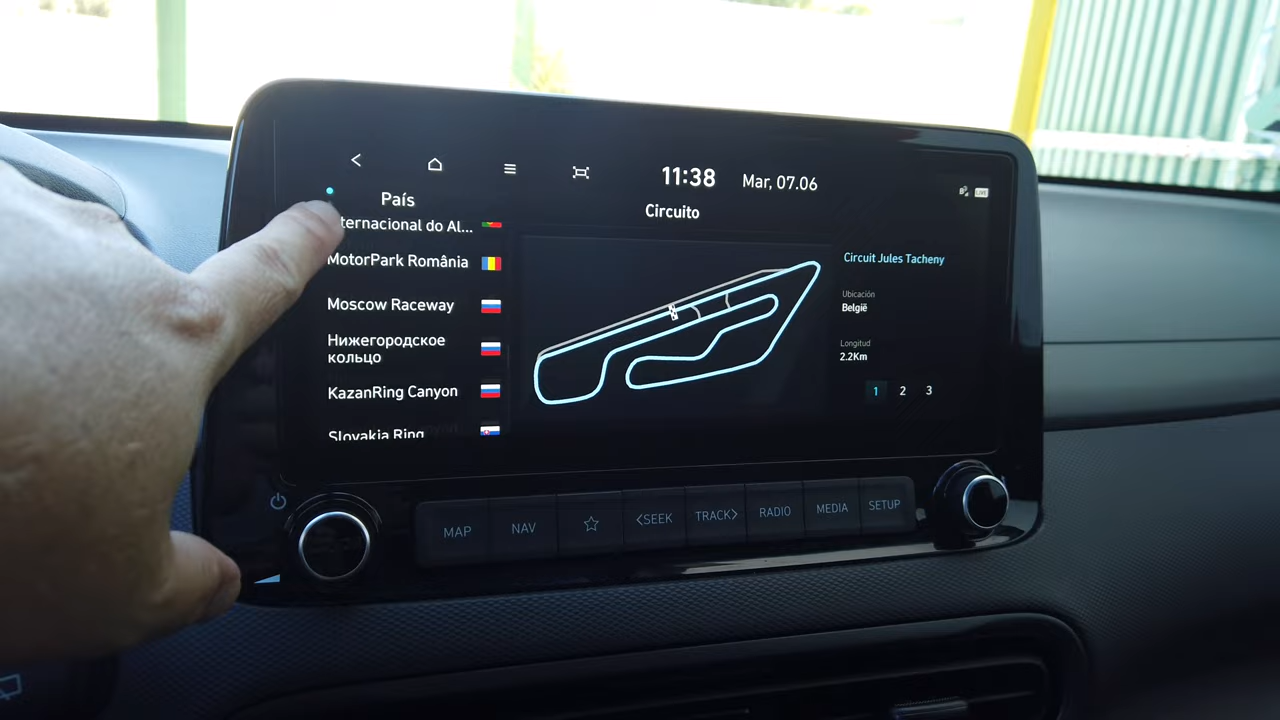 11:38 Mar, 07.06
LIVE
País
Circuito
ternacional do Al...
MotorPark România
Moscow Raceway
Нижегородское
кольцо
KazanRing Canyon
Slovakia Ring
Circuit Jules Tacheny
Ubicación
België
Longitud
2.2Km
1 2 3
MAP NAV <SEEK TRACK> RADIO MEDIA SETUP